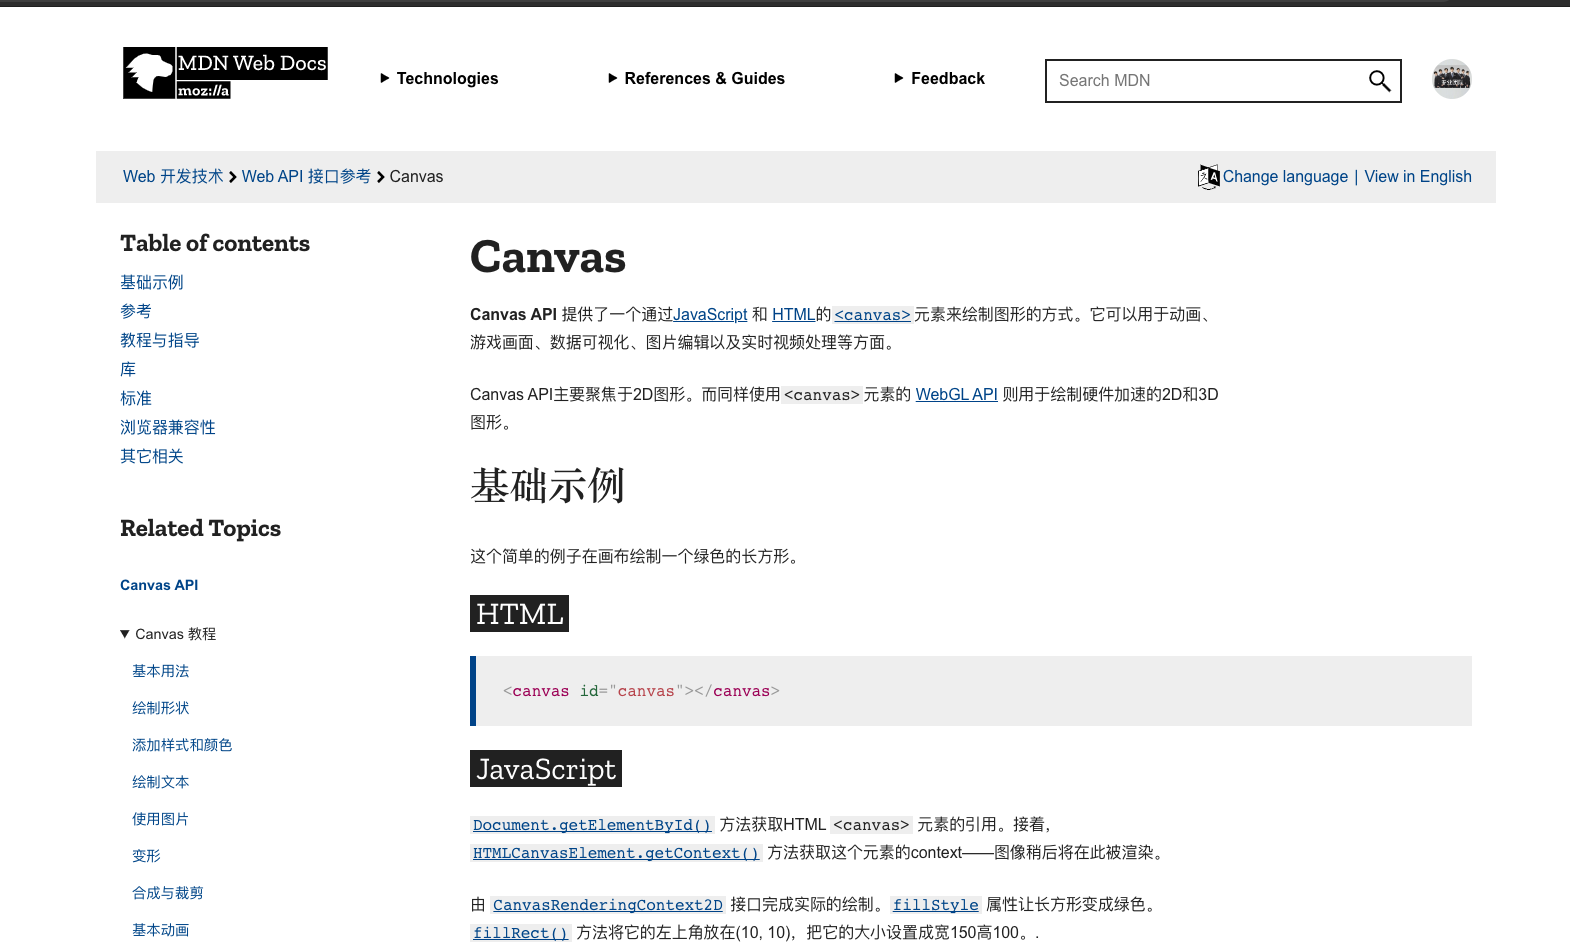 MDN Web Docs
moz://a
Technologies
References & Guides
Feedback
Search MDN
Web 开发技术 Web API 接口参考 Canvas
Change language | View in English
Table of contents
基础示例
参考
教程与指导
库
标准
浏览器兼容性
其它相关
Related Topics
Canvas API
Canvas 教程
基本用法
绘制形状
添加样式和颜色
绘制文本
使用图片
变形
合成与裁剪
基本动画
Canvas
Canvas API 提供了一个通过JavaScript 和 HTML的<canvas>元素来绘制图形的方式。它可以用于动画、
游戏画面、数据可视化、图片编辑以及实时视频处理等方面。
Canvas API主要聚焦于2D图形。而同样使用<canvas>元素的 WebGL API 则用于绘制硬件加速的2D和3D
图形。
基础示例
这个简单的例子在画布绘制一个绿色的长方形。
HTML
<canvas id="canvas"></canvas>
JavaScript
Document.getElementById() 方法获取HTML <canvas> 元素的引用。接着，
HTMLCanvasElement.getContext() 方法获取这个元素的context——图像稍后将在此被渲染。
由 CanvasRenderingContext2D 接口完成实际的绘制。fillStyle 属性让长方形变成绿色。
fillRect() 方法将它的左上角放在(10, 10)，把它的大小设置成宽150高100。.